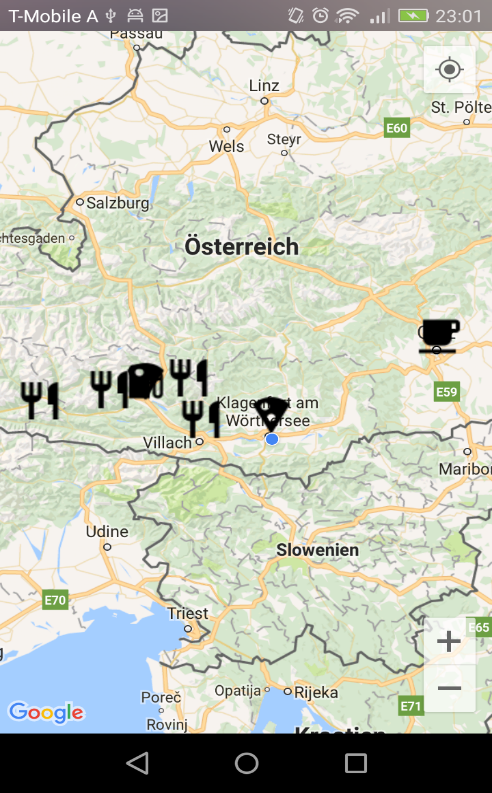 T-Mobile A 23:01
Passau
Linz
St. Pölte
E60
Wels
Steyr
Salzburg
chtesgaden
Österreich
E59
Klagenfurt am
Wörthersee
Villach
Maribo
Udine
Slowenien
E70
Triest
E65
Poreč
Opatija
Rijeka
E71
Google
Rovinj
Kroatien